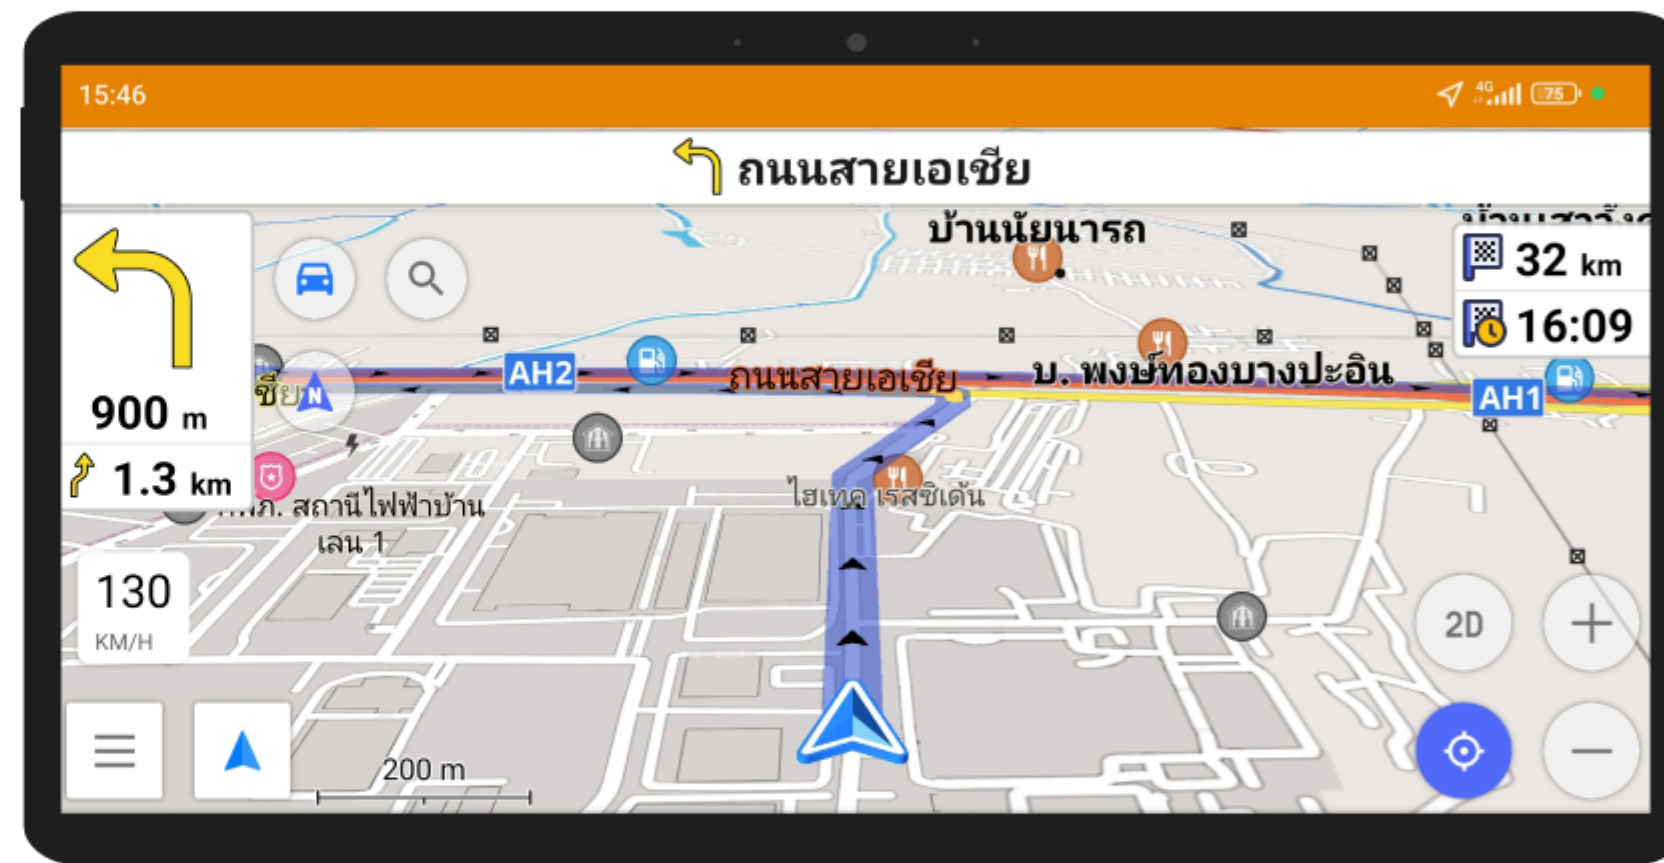 15:46
4G
75
ถนนสายเอเชีย
บ้านนัยนารถ
32 km
16:09
900 m
1.3 km
AH2
ถนนสายเอเชีย
บ. พงษ์ทองบางปะอิน
AH1
N
ไฮเทค เรสซิเด้น
สถานีไฟฟ้าบ้าน
เลน 1
130
KM/H
2D
200 m